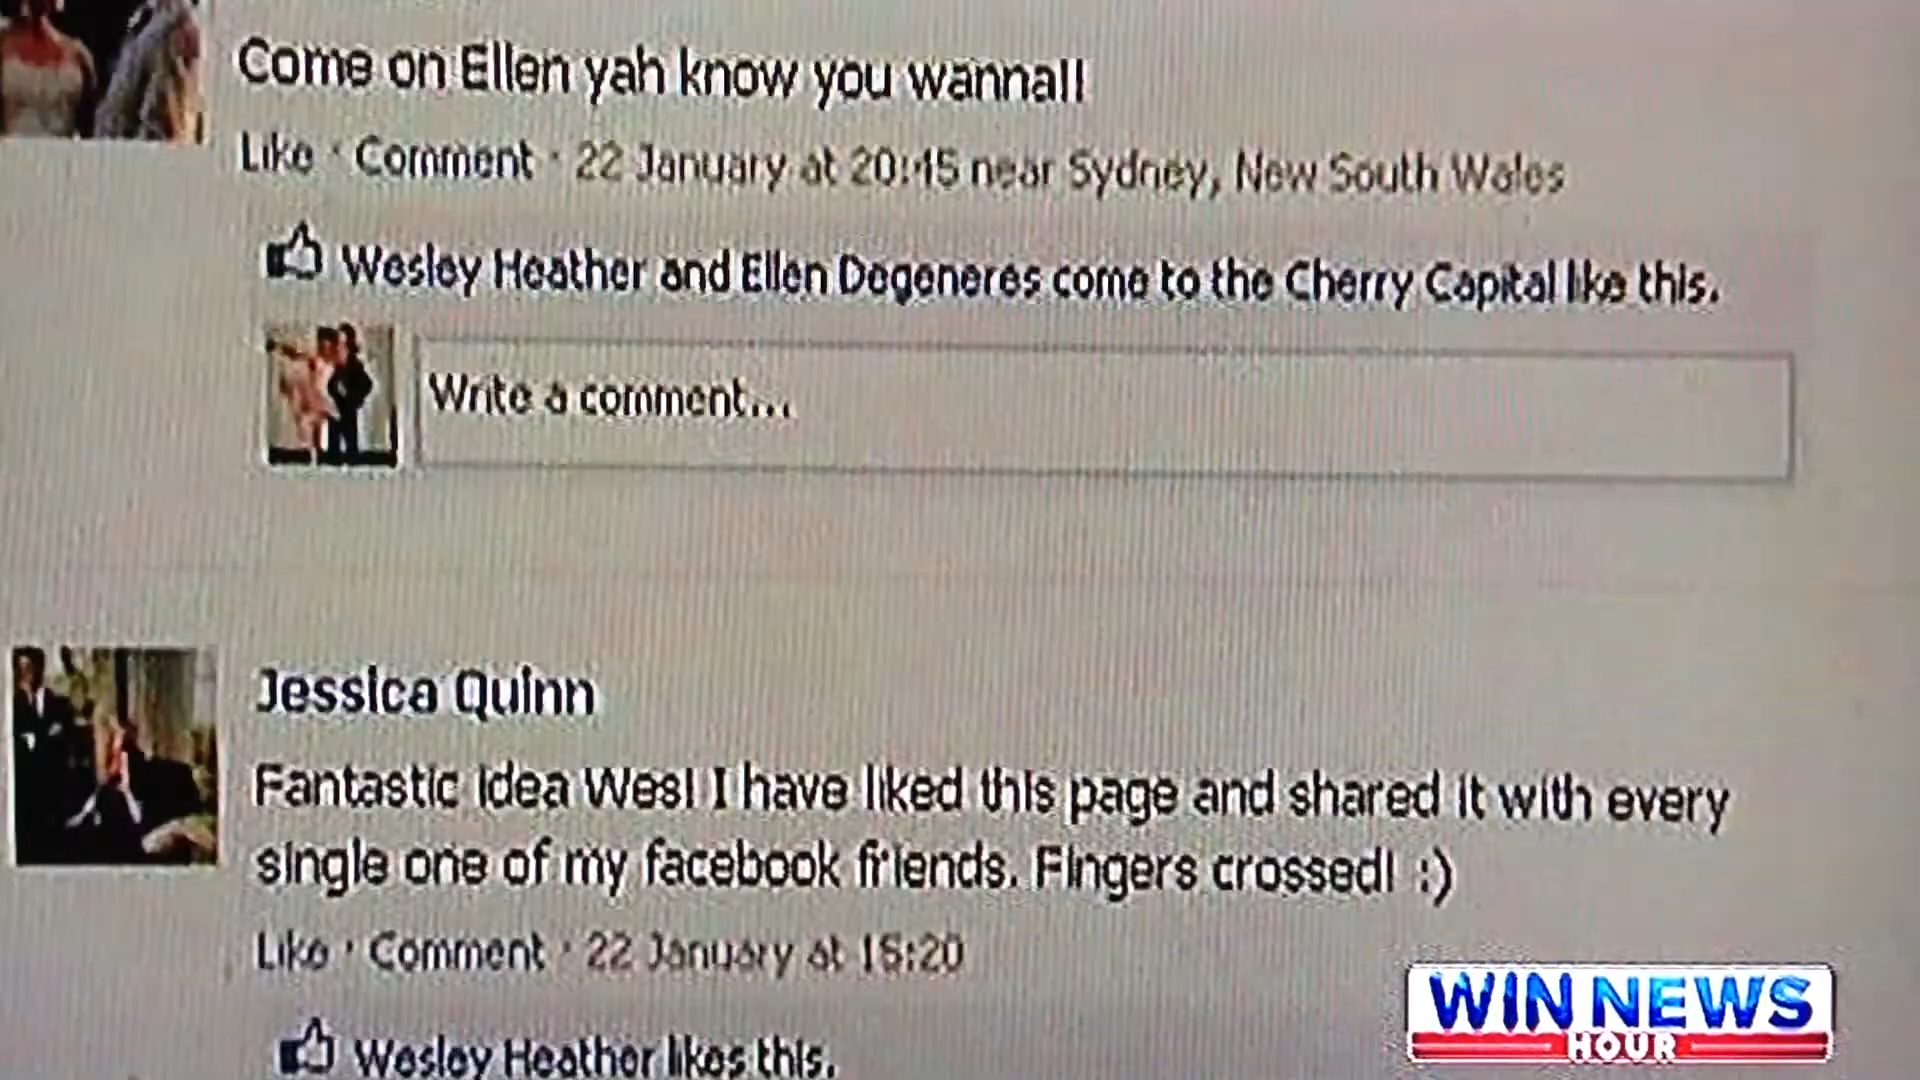 Come on Ellen yah know you wanna!!
Like · Comment · 22 January at 20:45 near Sydney, New South Wales
Wesley Heather and Ellen Degeneres come to the Cherry Capital like this.
Write a comment...
Jessica Quinn
Fantastic idea Wes! I have liked this page and shared it with every
single one of my facebook friends. Fingers crossed! :)
Like · Comment · 22 January at 15:20
Wesley Heather likes this.
WIN NEWS
HOUR